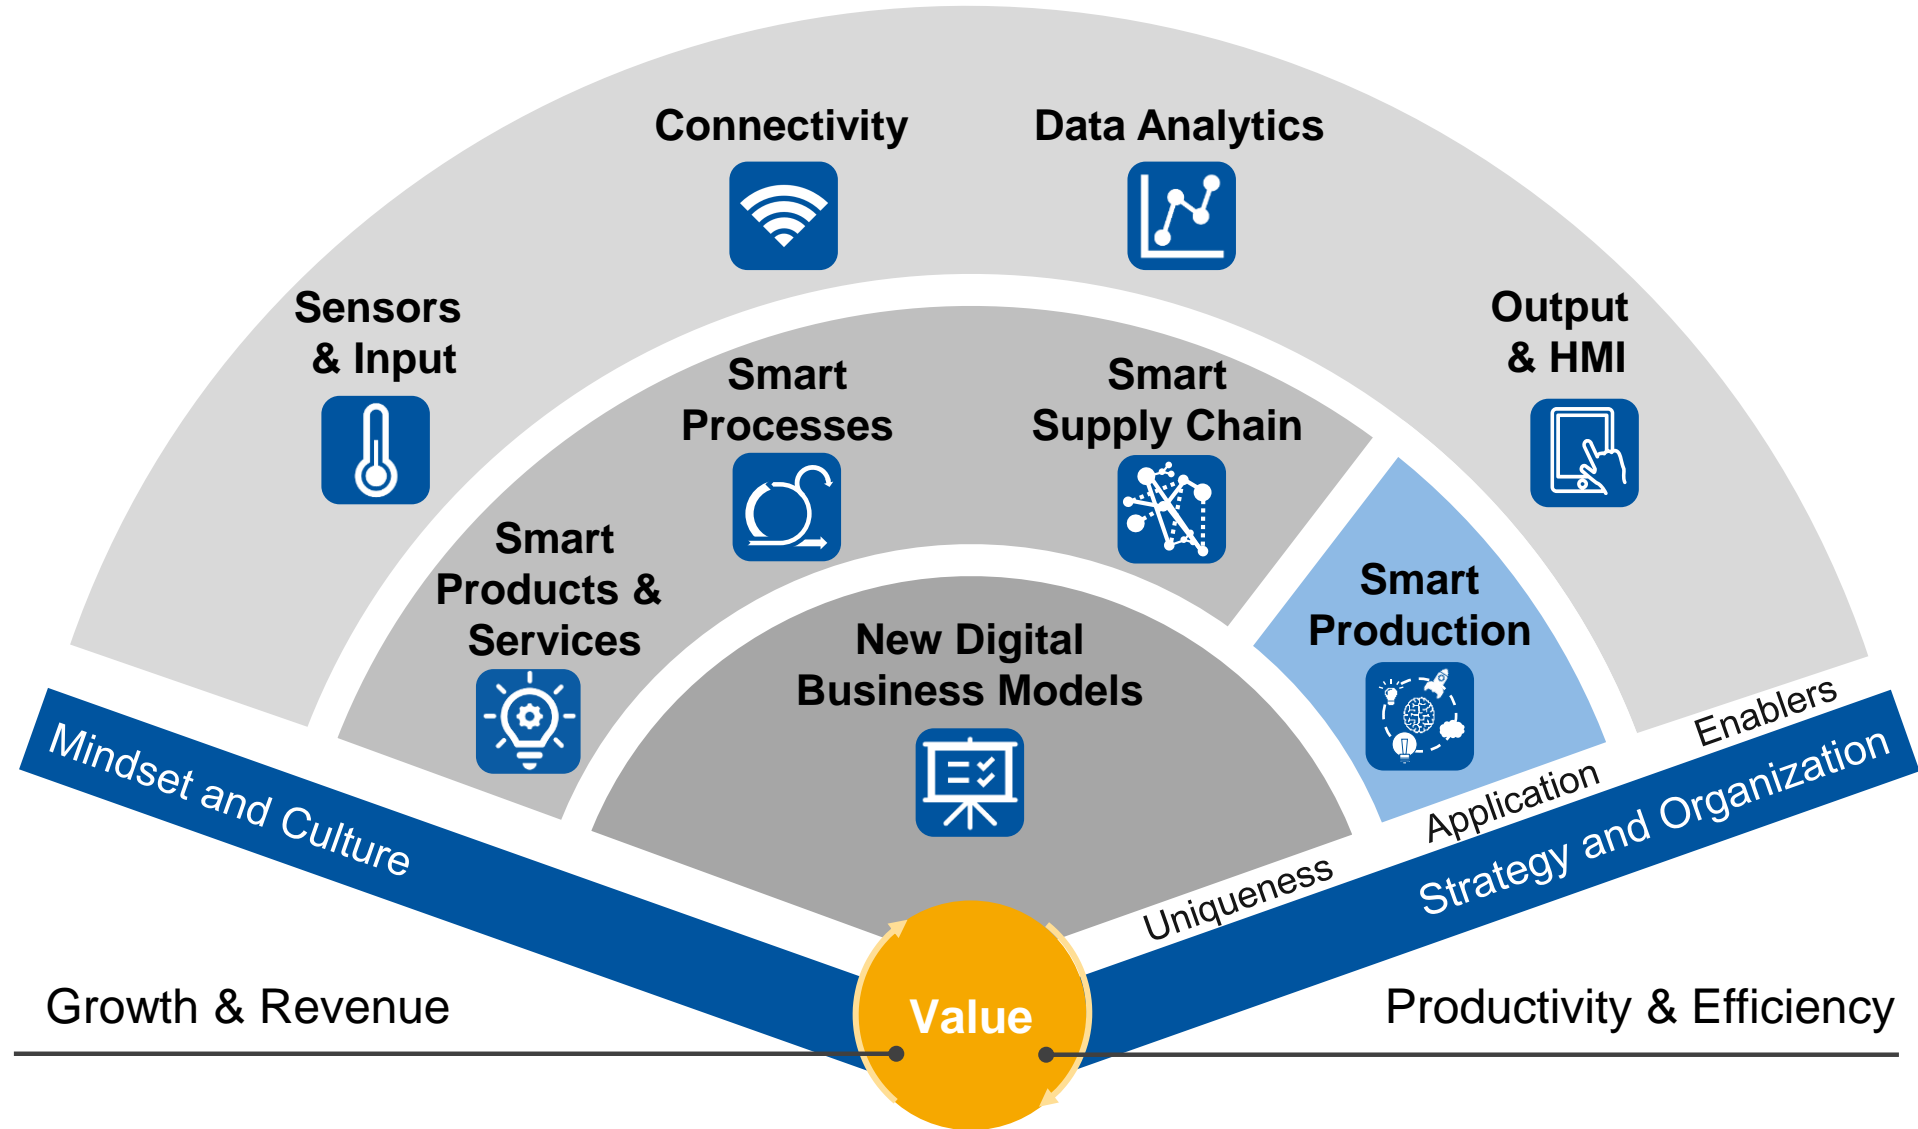 Connectivity
Data Analytics
Sensors
& Input
Output
& HMI
Smart
Processes
Smart
Supply Chain
Smart
Products &
Services
Smart
Production
New Digital
Business Models
Enablers
Application
Uniqueness
Mindset and Culture
Strategy and Organization
Growth & Revenue
Value
Productivity & Efficiency